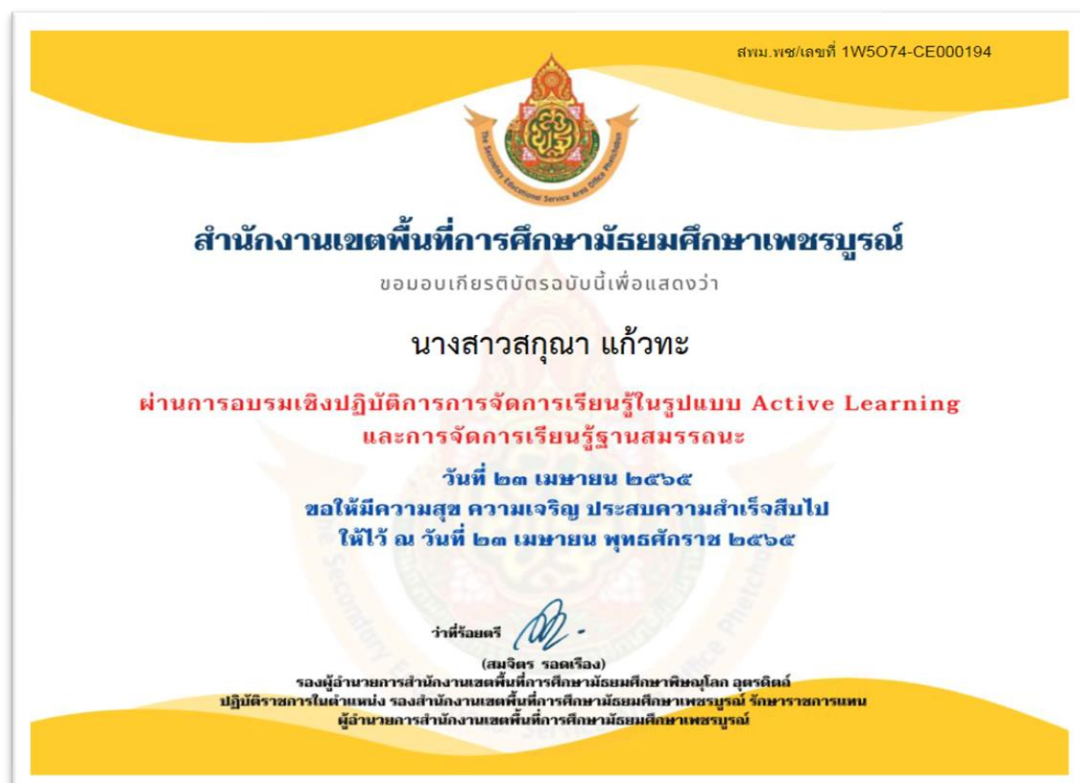 สพม.พช/เลขที่ 1W5O74-CE000194
The Secondary Educational Service Area Office Phetchabun
สำนักงานเขตพื้นที่การศึกษามัธยมศึกษาเพชรบูรณ์
ขอมอบเกียรติบัตรฉบับนี้เพื่อแสดงว่า
นางสาวสกุณา แก้วทะ
ผ่านการอบรมเชิงปฏิบัติการการจัดการเรียนรู้ในรูปแบบ Active Learning
และการจัดการเรียนรู้ฐานสมรรถนะ
วันที่ ๒๓ เมษายน ๒๕๖๕
ขอให้มีความสุข ความเจริญ ประสบความสำเร็จสืบไป
ให้ไว้ ณ วันที่ ๒๓ เมษายน พุทธศักราช ๒๕๖๕
ว่าที่ร้อยตรี
(สมจิตร รอดเรือง)
รองผู้อำนวยการสำนักงานเขตพื้นที่การศึกษามัธยมศึกษาพิษณุโลก อุตรดิตถ์
ปฏิบัติราชการในตำแหน่ง รองสำนักงานเขตพื้นที่การศึกษามัธยมศึกษาเพชรบูรณ์ รักษาราชการแทน
ผู้อำนวยการสำนักงานเขตพื้นที่การศึกษามัธยมศึกษาเพชรบูรณ์